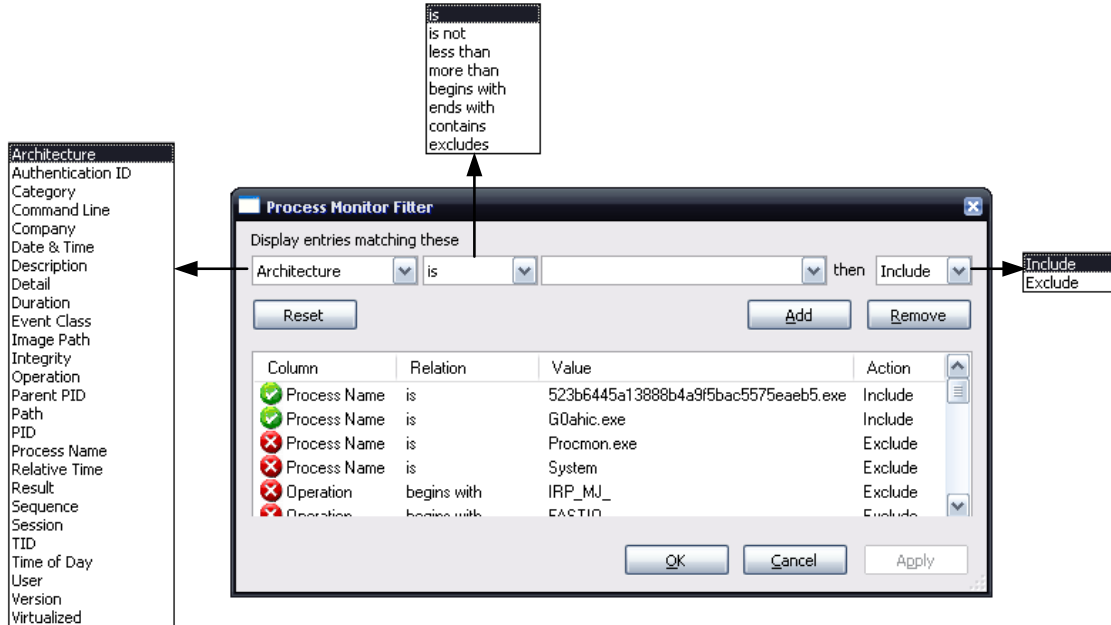 is
is not
less than
more than
begins with
ends with
contains
excludes
Architecture
Authentication ID
Category
Command Line
Company
Date & Time
Description
Detail
Duration
Event Class
Image Path
Integrity
Operation
Parent PID
Path
PID
Process Name
Relative Time
Result
Sequence
Session
TID
Time of Day
User
Version
Virtualized
Process Monitor Filter
Display entries matching these
Architecture is then Include
Reset Add Remove
Column Relation Value Action
Process Name is 523b6445a13888b4a9f5bac5575eaeb5.exe Include
Process Name is G0ahic.exe Include
Process Name is Procmon.exe Exclude
Process Name is System Exclude
Operation begins with IRP_MJ_ Exclude
Operation begins with FASTIO_ Exclude
OK Cancel Apply
Include
Exclude